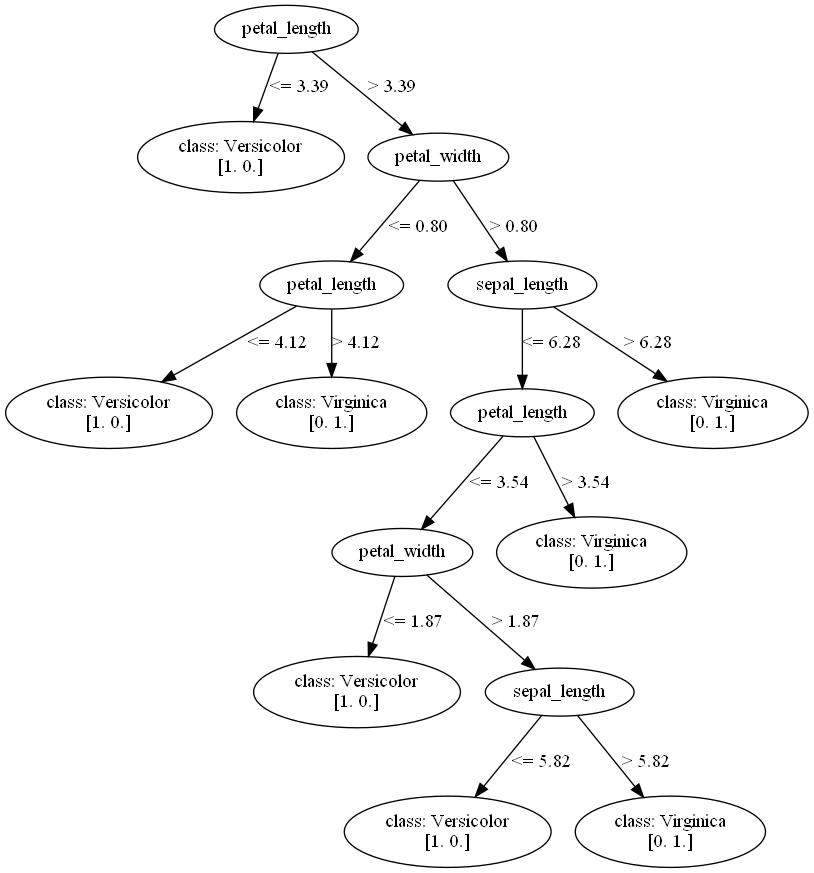 petal_length
<= 3.39
> 3.39
class: Versicolor
[1. 0.]
petal_width
<= 0.80
> 0.80
petal_length
sepal_length
<= 4.12
> 4.12
<= 6.28
> 6.28
class: Versicolor
[1. 0.]
class: Virginica
[0. 1.]
petal_length
class: Virginica
[0. 1.]
<= 3.54
> 3.54
petal_width
class: Virginica
[0. 1.]
<= 1.87
> 1.87
class: Versicolor
[1. 0.]
sepal_length
<= 5.82
> 5.82
class: Versicolor
[1. 0.]
class: Virginica
[0. 1.]